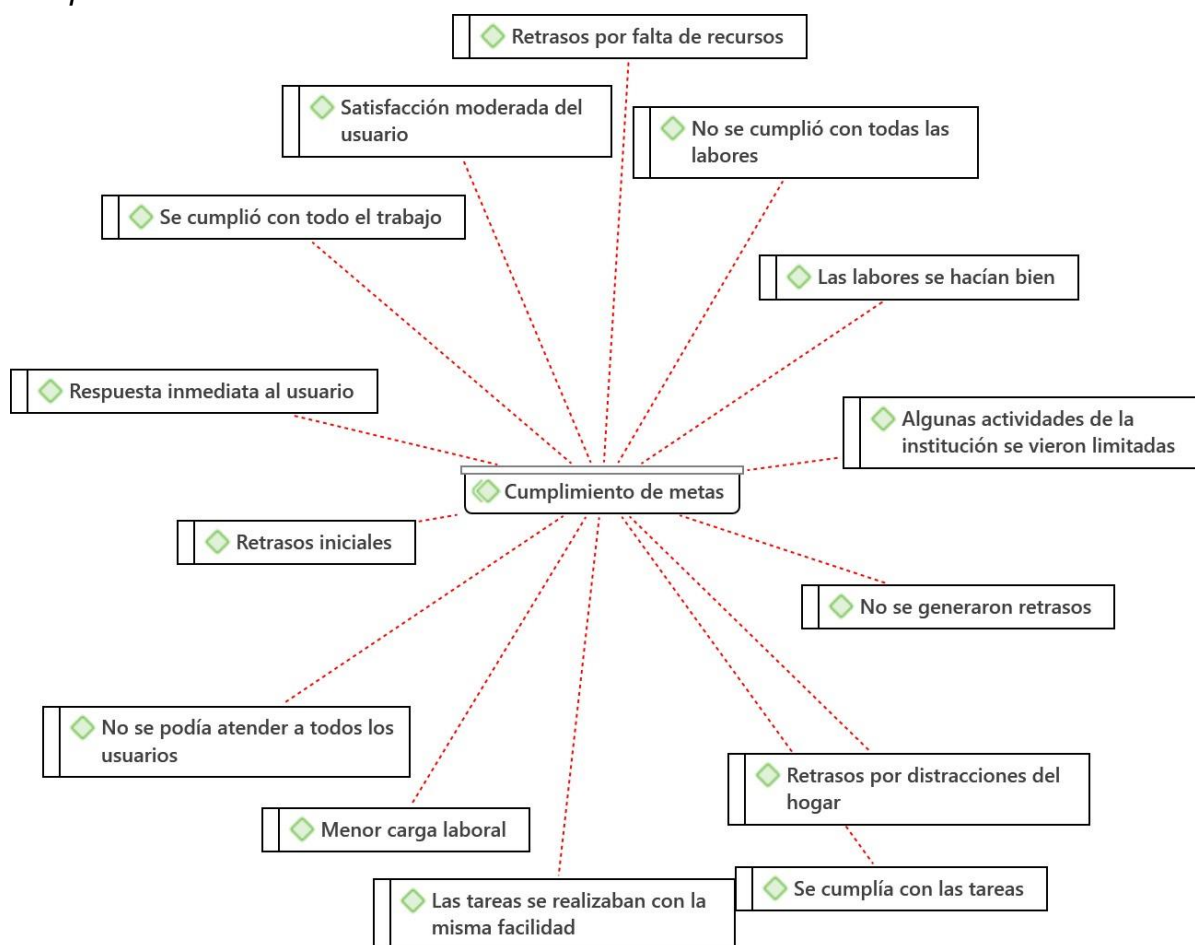 Retrasos por falta de recursos
Satisfacción moderada del
usuario
No se cumplió con todas las
labores
Se cumplió con todo el trabajo
Las labores se hacían bien
Respuesta inmediata al usuario
Algunas actividades de la
institución se vieron limitadas
Cumplimiento de metas
Retrasos iniciales
No se generaron retrasos
No se podía atender a todos los
usuarios
Retrasos por distracciones del
hogar
Menor carga laboral
Se cumplía con las tareas
Las tareas se realizaban con la
misma facilidad